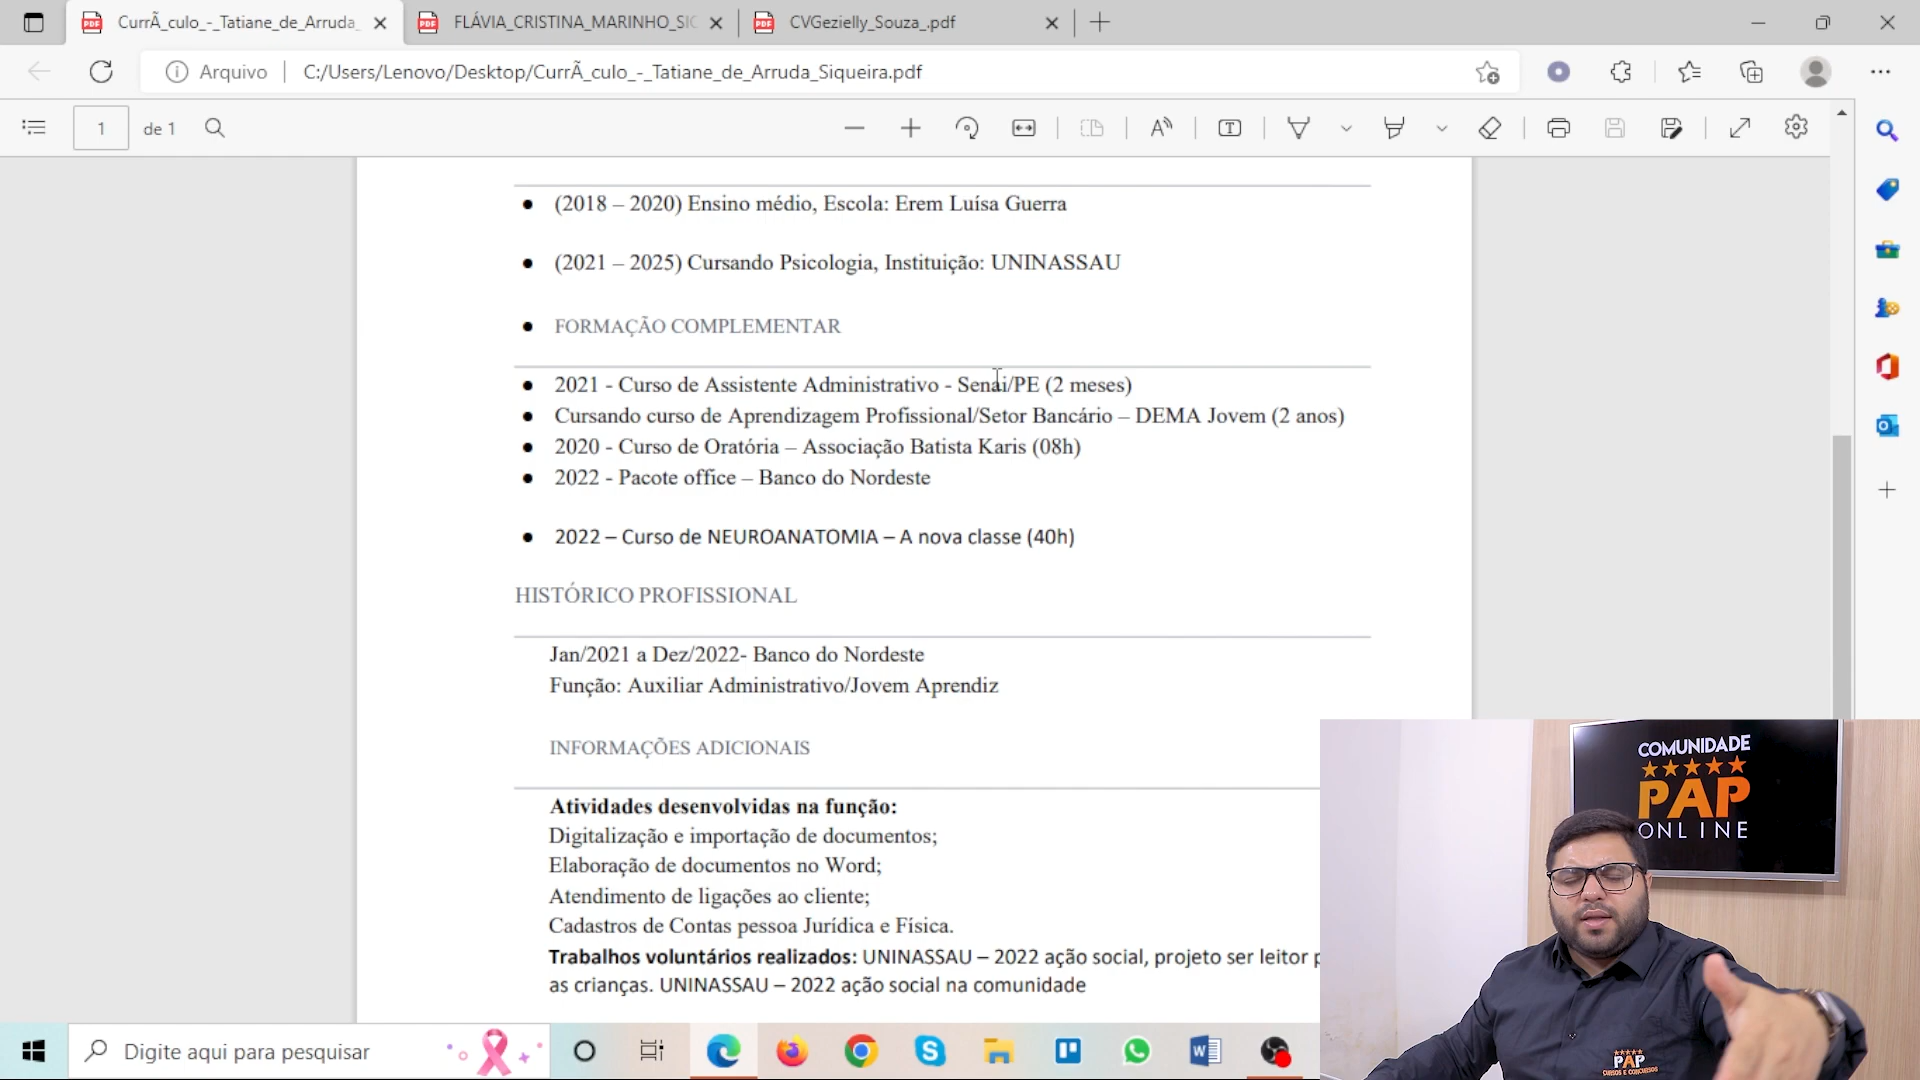 CurrÃ_culo_-_Tatiane_de_Arruda_
FLÁVIA_CRISTINA_MARINHO_SIC
CVGezielly_Souza_.pdf
Arquivo
C:/Users/Lenovo/Desktop/CurrÃ_culo_-_Tatiane_de_Arruda_Siqueira.pdf
1 de 1
(2018 – 2020) Ensino médio, Escola: Erem Luísa Guerra
(2021 – 2025) Cursando Psicologia, Instituição: UNINASSAU
FORMAÇÃO COMPLEMENTAR
2021 - Curso de Assistente Administrativo - Senai/PE (2 meses)
Cursando curso de Aprendizagem Profissional/Setor Bancário – DEMA Jovem (2 anos)
2020 - Curso de Oratória – Associação Batista Karis (08h)
2022 - Pacote office – Banco do Nordeste
2022 – Curso de NEUROANATOMIA – A nova classe (40h)
HISTÓRICO PROFISSIONAL
Jan/2021 a Dez/2022- Banco do Nordeste
Função: Auxiliar Administrativo/Jovem Aprendiz
INFORMAÇÕES ADICIONAIS
Atividades desenvolvidas na função:
Digitalização e importação de documentos;
Elaboração de documentos no Word;
Atendimento de ligações ao cliente;
Cadastros de Contas pessoa Jurídica e Física.
Trabalhos voluntários realizados: UNINASSAU – 2022 ação social, projeto ser leitor p
as crianças. UNINASSAU – 2022 ação social na comunidade
COMUNIDADE
PAP
ONLINE
PAP
CURSOS E CONCURSOS
Digite aqui para pesquisar